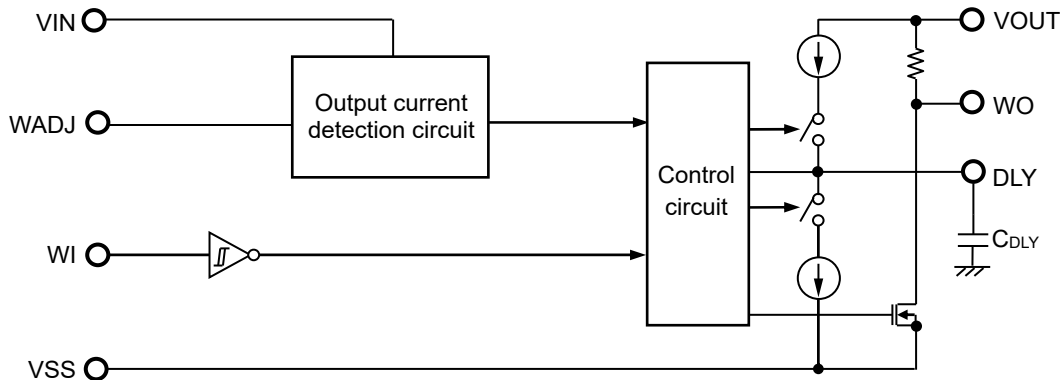 VIN
VOUT
Output current
detection circuit
WADJ
WO
Control
circuit
DLY
CDLY
WI
VSS